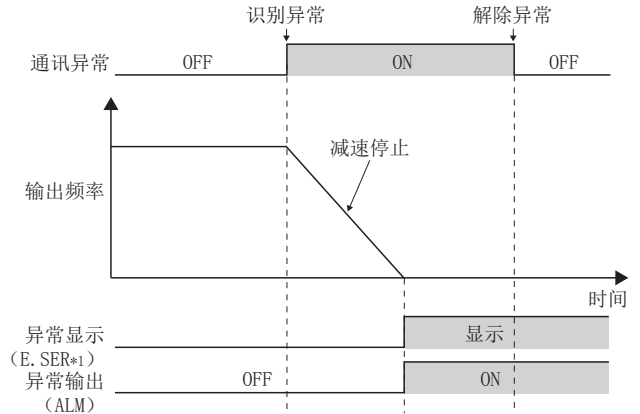 识别异常 解除异常
通讯异常 OFF ON OFF
减速停止
输出频率
时间
异常显示 显示
(E.SER*1)
异常输出 OFF ON
(ALM)